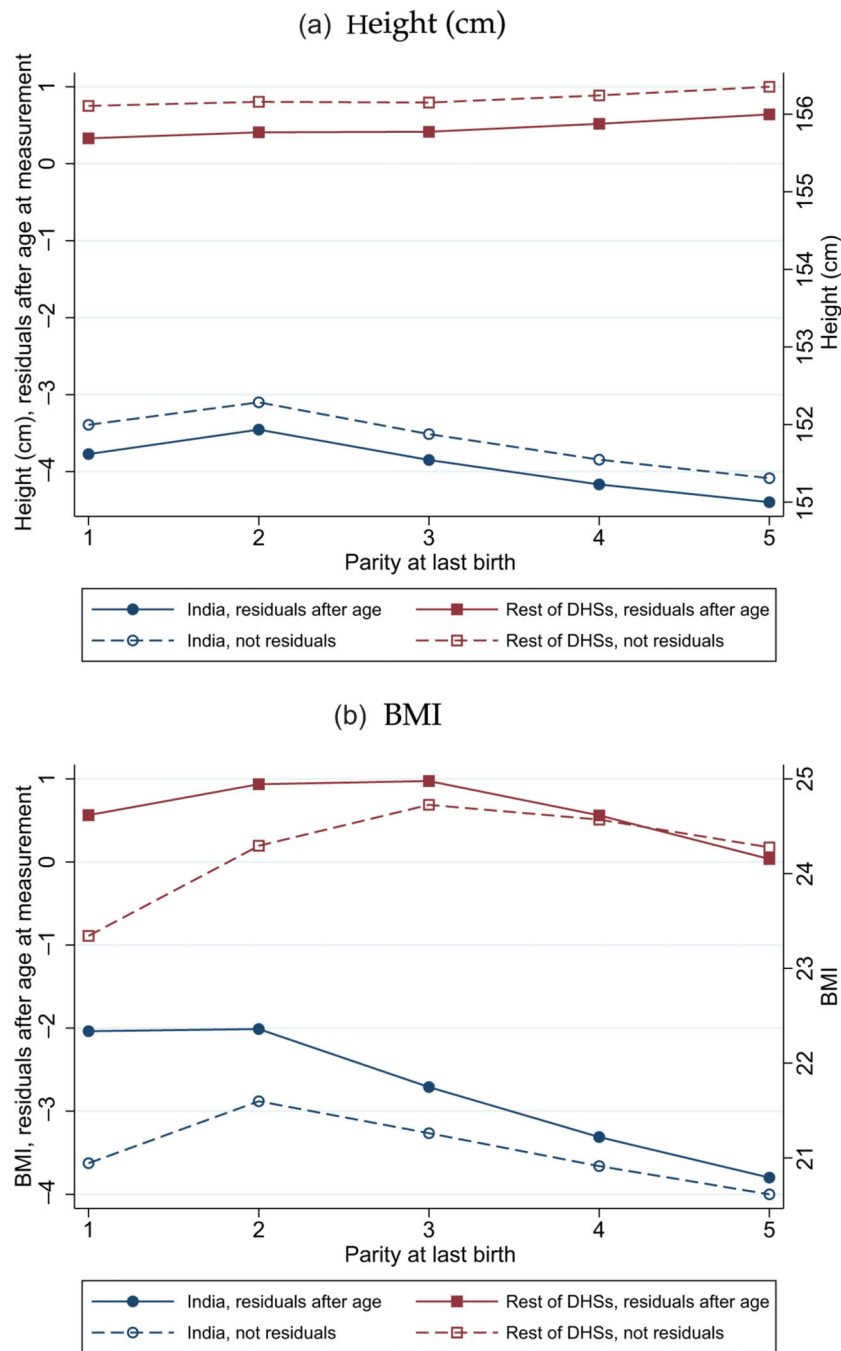 (a) Height (cm)
Height (cm), residuals after age at measurement
1
0
−1
−2
−3
−4
156
155
154
153
152
151
Height (cm)
1 2 3 4 5
Parity at last birth
India, residuals after age
Rest of DHSs, residuals after age
India, not residuals
Rest of DHSs, not residuals
(b) BMI
BMI, residuals after age at measurement
1
0
−1
−2
−3
−4
25
24
23
22
21
BMI
1 2 3 4 5
Parity at last birth
India, residuals after age
Rest of DHSs, residuals after age
India, not residuals
Rest of DHSs, not residuals